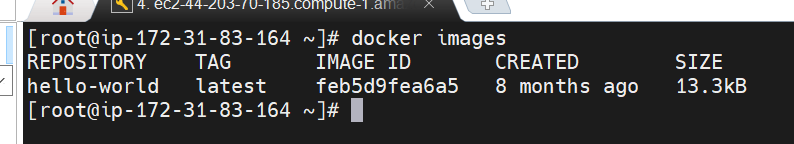 4. ec2-44-203-70-185.compute-1.ama
[root@ip-172-31-83-164 ~]# docker images
REPOSITORY TAG IMAGE ID CREATED SIZE
hello-world latest feb5d9fea6a5 8 months ago 13.3kB
[root@ip-172-31-83-164 ~]#